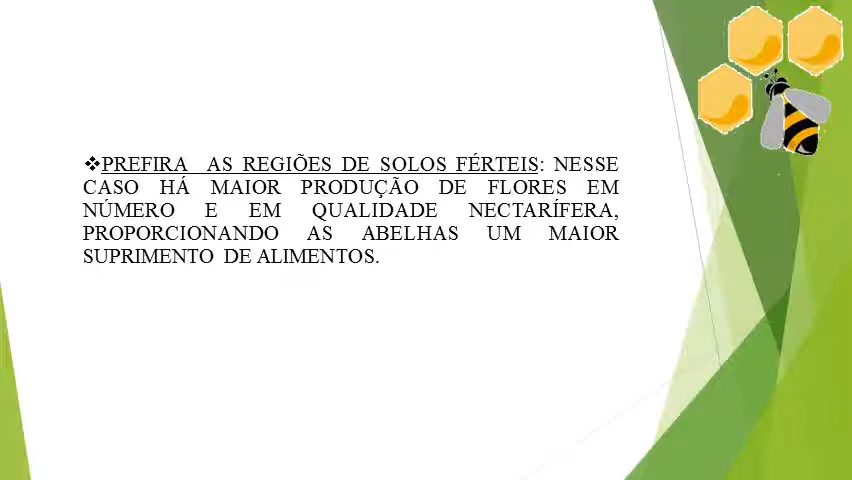 ❖PREFIRA AS REGIÕES DE SOLOS FÉRTEIS: NESSE
CASO HÁ MAIOR PRODUÇÃO DE FLORES EM
NÚMERO E EM QUALIDADE NECTARÍFERA,
PROPORCIONANDO AS ABELHAS UM MAIOR
SUPRIMENTO DE ALIMENTOS.